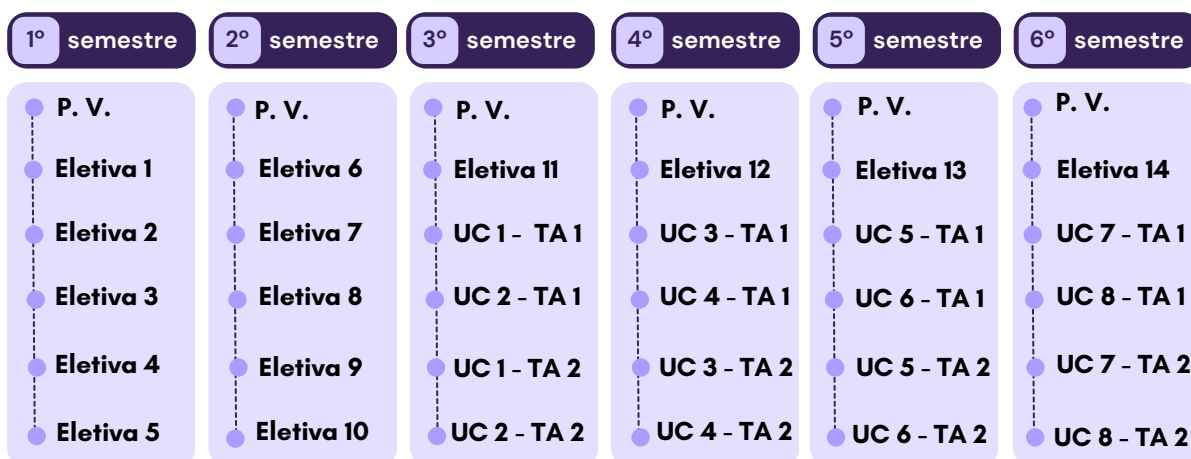 1º semestre
P. V.
Eletiva 1
Eletiva 2
Eletiva 3
Eletiva 4
Eletiva 5
2º semestre
P. V.
Eletiva 6
Eletiva 7
Eletiva 8
Eletiva 9
Eletiva 10
3º semestre
P. V.
Eletiva 11
UC 1 - TA 1
UC 2 - TA 1
UC 1 - TA 2
UC 2 - TA 2
4º semestre
P. V.
Eletiva 12
UC 3 - TA 1
UC 4 - TA 1
UC 3 - TA 2
UC 4 - TA 2
5º semestre
P. V.
Eletiva 13
UC 5 - TA 1
UC 6 - TA 1
UC 5 - TA 2
UC 6 - TA 2
6º semestre
P. V.
Eletiva 14
UC 7 - TA 1
UC 8 - TA 1
UC 7 - TA 2
UC 8 - TA 2